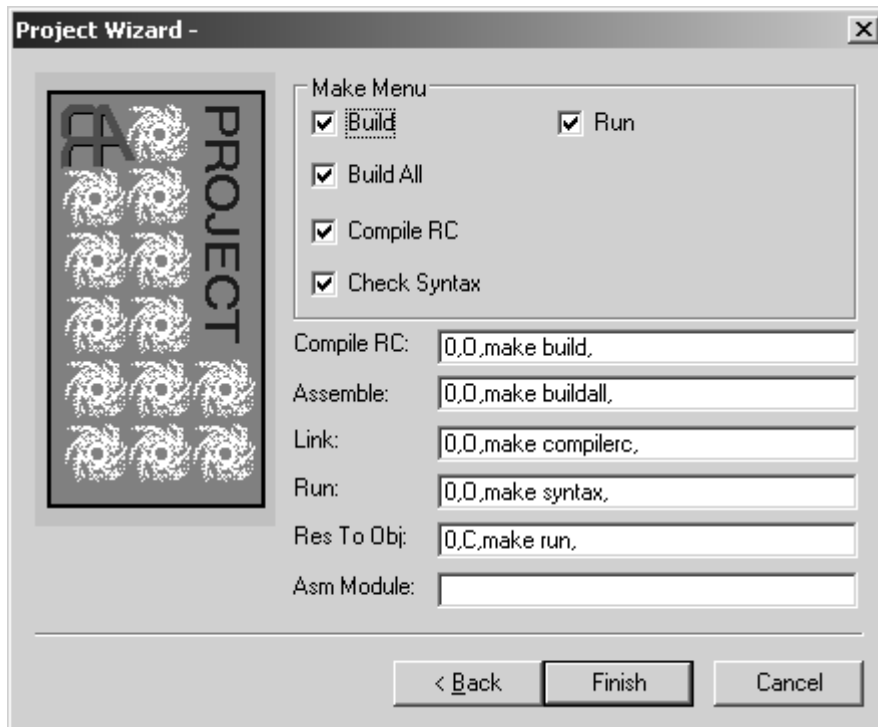 Project Wizard -
RA
PROJECT
Make Menu
Build
Run
Build All
Compile RC
Check Syntax
Compile RC: 0,O,make build,
Assemble: 0,O,make buildall,
Link: 0,O,make compilerc,
Run: 0,O,make syntax,
Res To Obj: 0,C,make run,
Asm Module:
< Back
Finish
Cancel